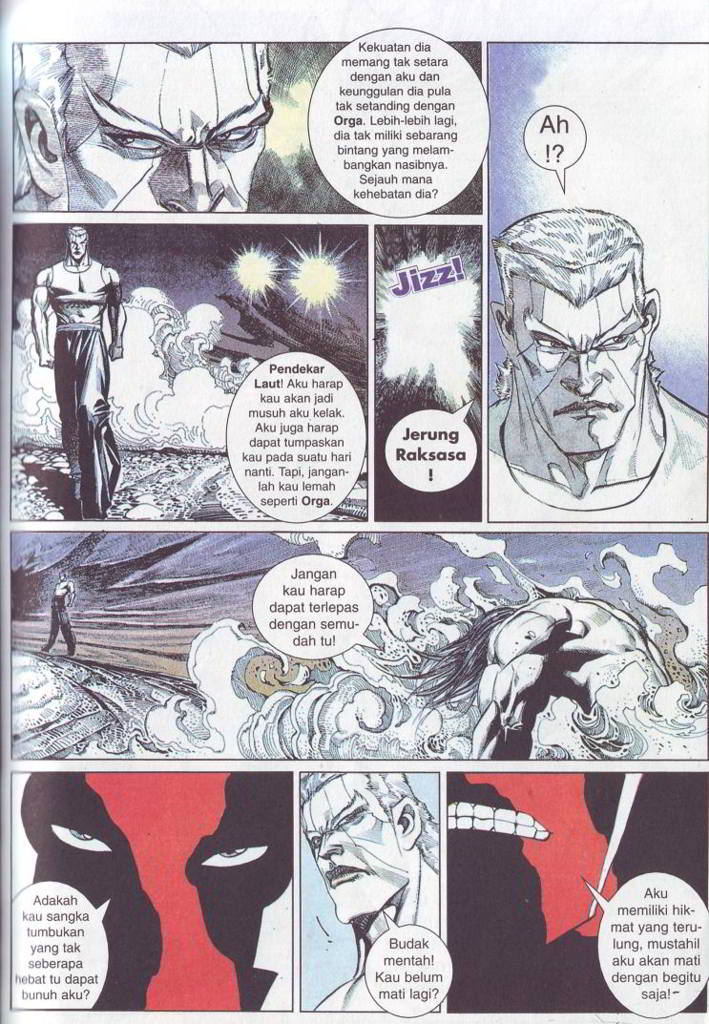 Kekuatan dia
memang tak setara
dengan aku dan
keunggulan dia pula
tak setanding dengan
Orga. Lebih-lebih lagi,
dia tak miliki sebarang
bintang yang melam-
bangkan nasibnya.
Sejauh mana
kehebatan dia?
Ah
!?
Pendekar
Laut! Aku harap
kau akan jadi
musuh aku kelak.
Aku juga harap
dapat tumpaskan
kau pada suatu hari
nanti. Tapi, jangan-
lah kau lemah
seperti Orga.
Jizz!
Jerung
Raksasa
!
Jangan
kau harap
dapat terlepas
dengan semu-
dah tu!
Adakah
kau sangka
tumbukan
yang tak
seberapa
hebat tu dapat
bunuh aku?
Budak
mentah!
Kau belum
mati lagi?
Aku
memiliki hik-
mat yang teru-
lung, mustahil
aku akan mati
dengan begitu
saja!~